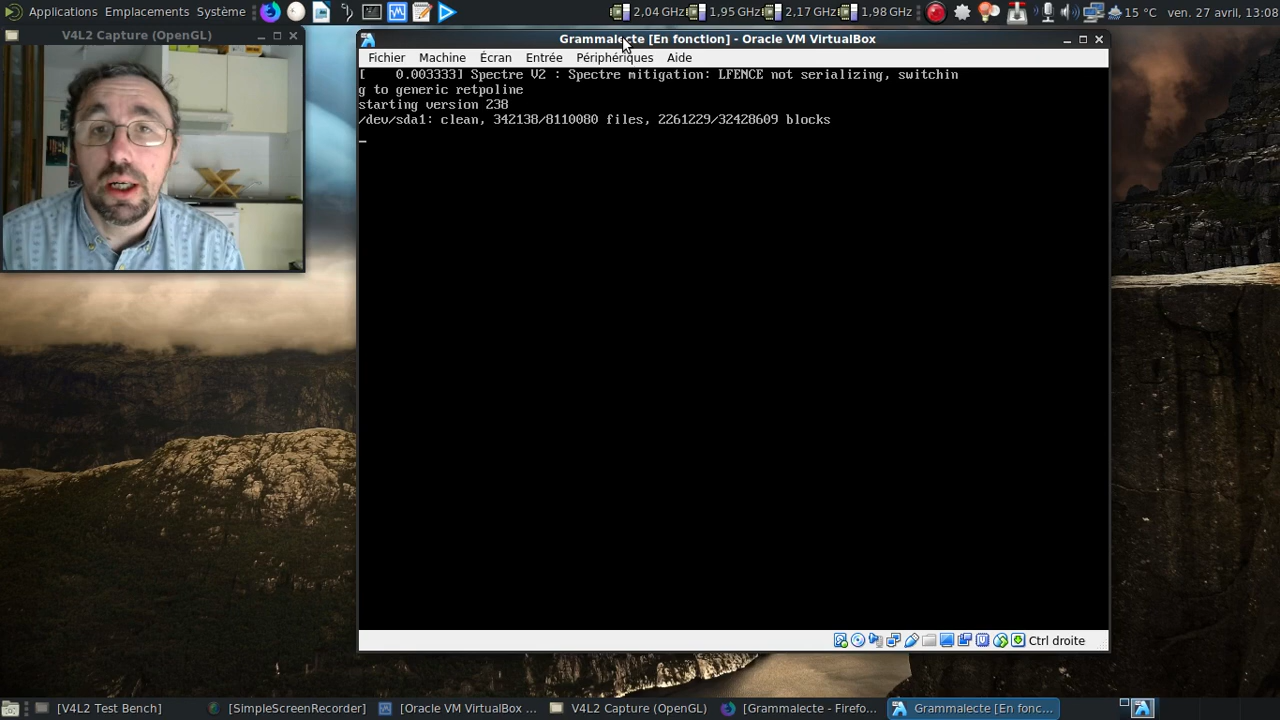 Applications Emplacements Système
2,04 GHz 1,95 GHz 2,17 GHz 1,98 GHz 15 °C ven. 27 avril, 13:08
V4L2 Capture (OpenGL)
Grammalecte [En fonction] - Oracle VM VirtualBox
Fichier Machine Écran Entrée Périphériques Aide
[    0.003333] Spectre V2 : Spectre mitigation: LFENCE not serializing, switchin
g to generic retpoline
starting version 238
/dev/sda1: clean, 342138/8110080 files, 2261229/32428609 blocks
Ctrl droite
[V4L2 Test Bench] [SimpleScreenRecorder] [Oracle VM VirtualBox ... V4L2 Capture (OpenGL) [Grammalecte - Firefo... Grammalecte [En fonc...